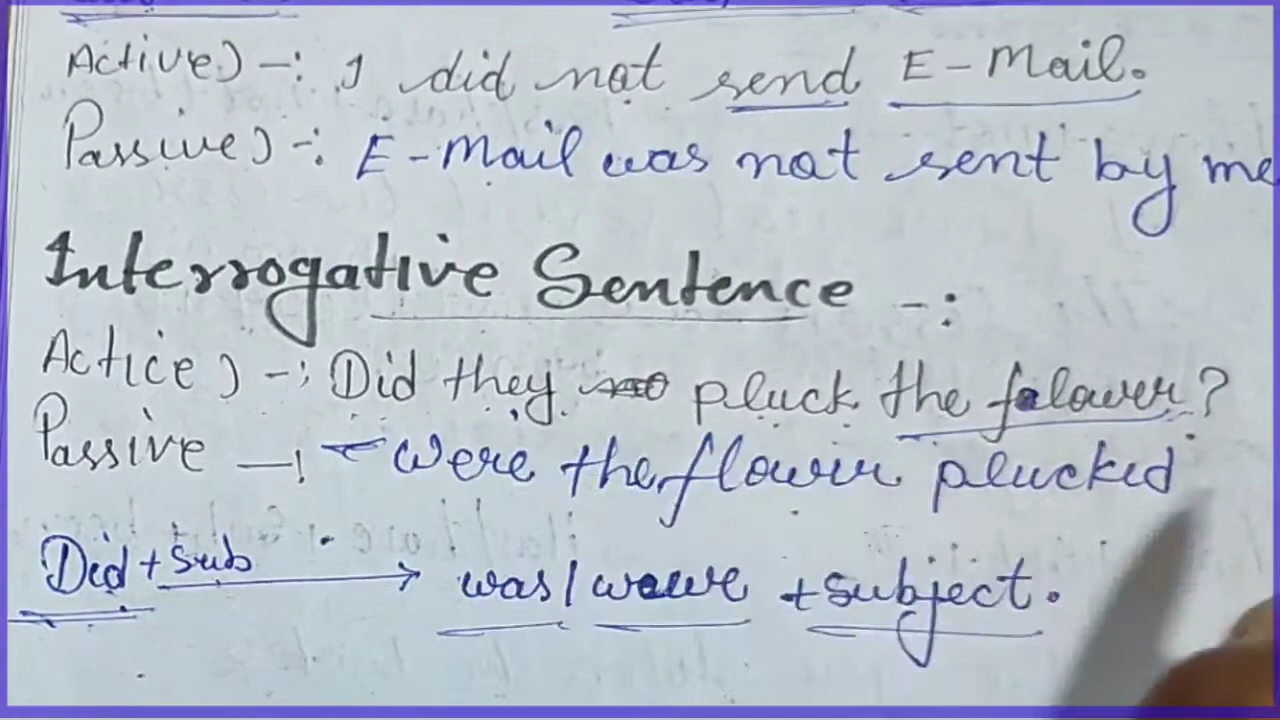 Active) -: I did not send E-Mail.
Passive) -: E-Mail was not sent by me
Interrogative Sentence -:
Actice) -: Did they pluck the flower?
Passive -: Were the flower plucked
Did + Sub → was/were + Subject.